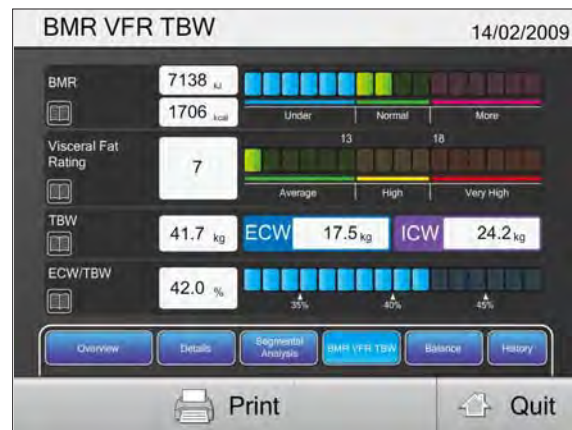 BMR VFR TBW
14/02/2009
BMR
7138 kJ
1706 kcal
Under Normal More
13 18
Visceral Fat
Rating
7
Average High Very High
TBW
41.7 kg
ECW 17.5 kg
ICW 24.2 kg
ECW/TBW
42.0 %
35% 40% 45%
Overview
Details
Segmental
Analysis
BMR VFR TBW
Balance
History
Print
Quit